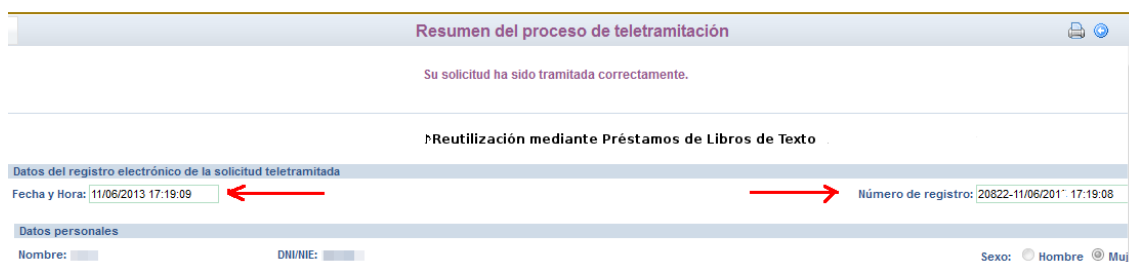 Resumen del proceso de teletramitación
Su solicitud ha sido tramitada correctamente.
Reutilización mediante Préstamos de Libros de Texto
Datos del registro electrónico de la solicitud teletramitada
Fecha y Hora: 11/06/2013 17:19:09
Número de registro: 20822-11/06/201 17:19:08
Datos personales
Nombre: DNI/NIE: Sexo: Hombre Muj